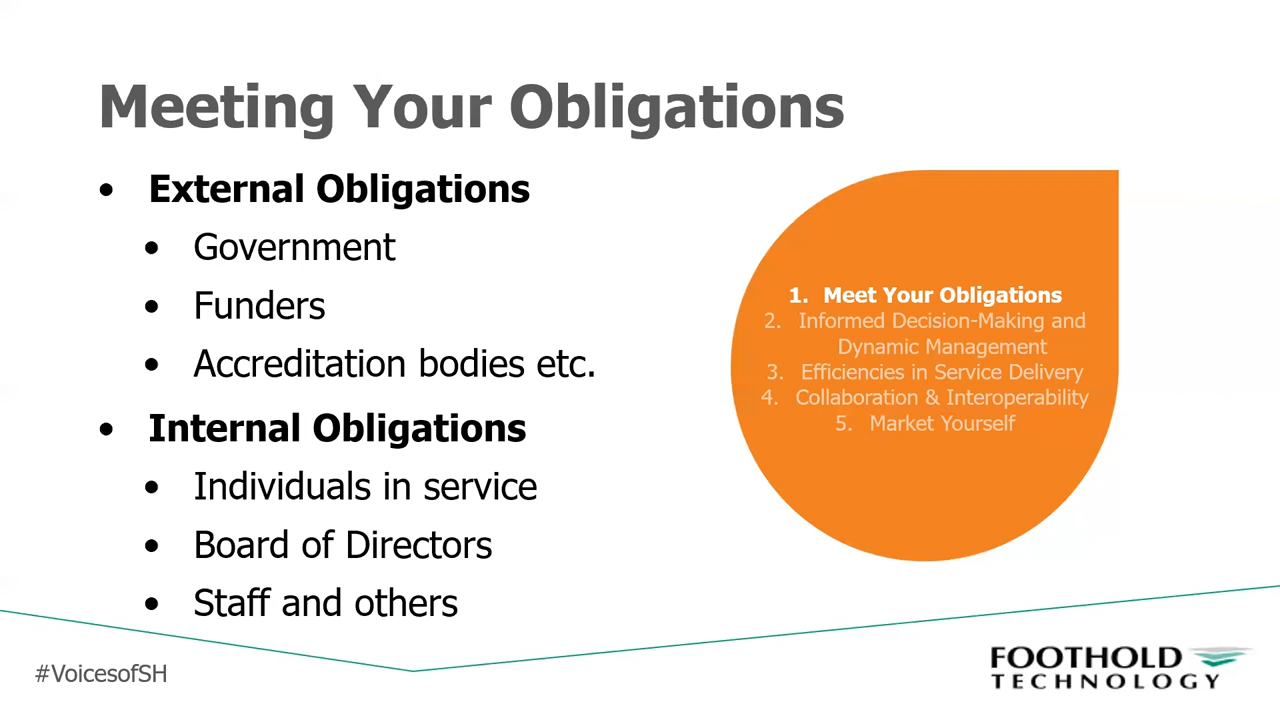 Meeting Your Obligations
• External Obligations
• Government
• Funders
• Accreditation bodies etc.
• Internal Obligations
• Individuals in service
• Board of Directors
• Staff and others
1. Meet Your Obligations
2. Informed Decision-Making and
Dynamic Management
3. Efficiencies in Service Delivery
4. Collaboration & Interoperability
5. Market Yourself
#VoicesofSH
FOOTHOLD
TECHNOLOGY